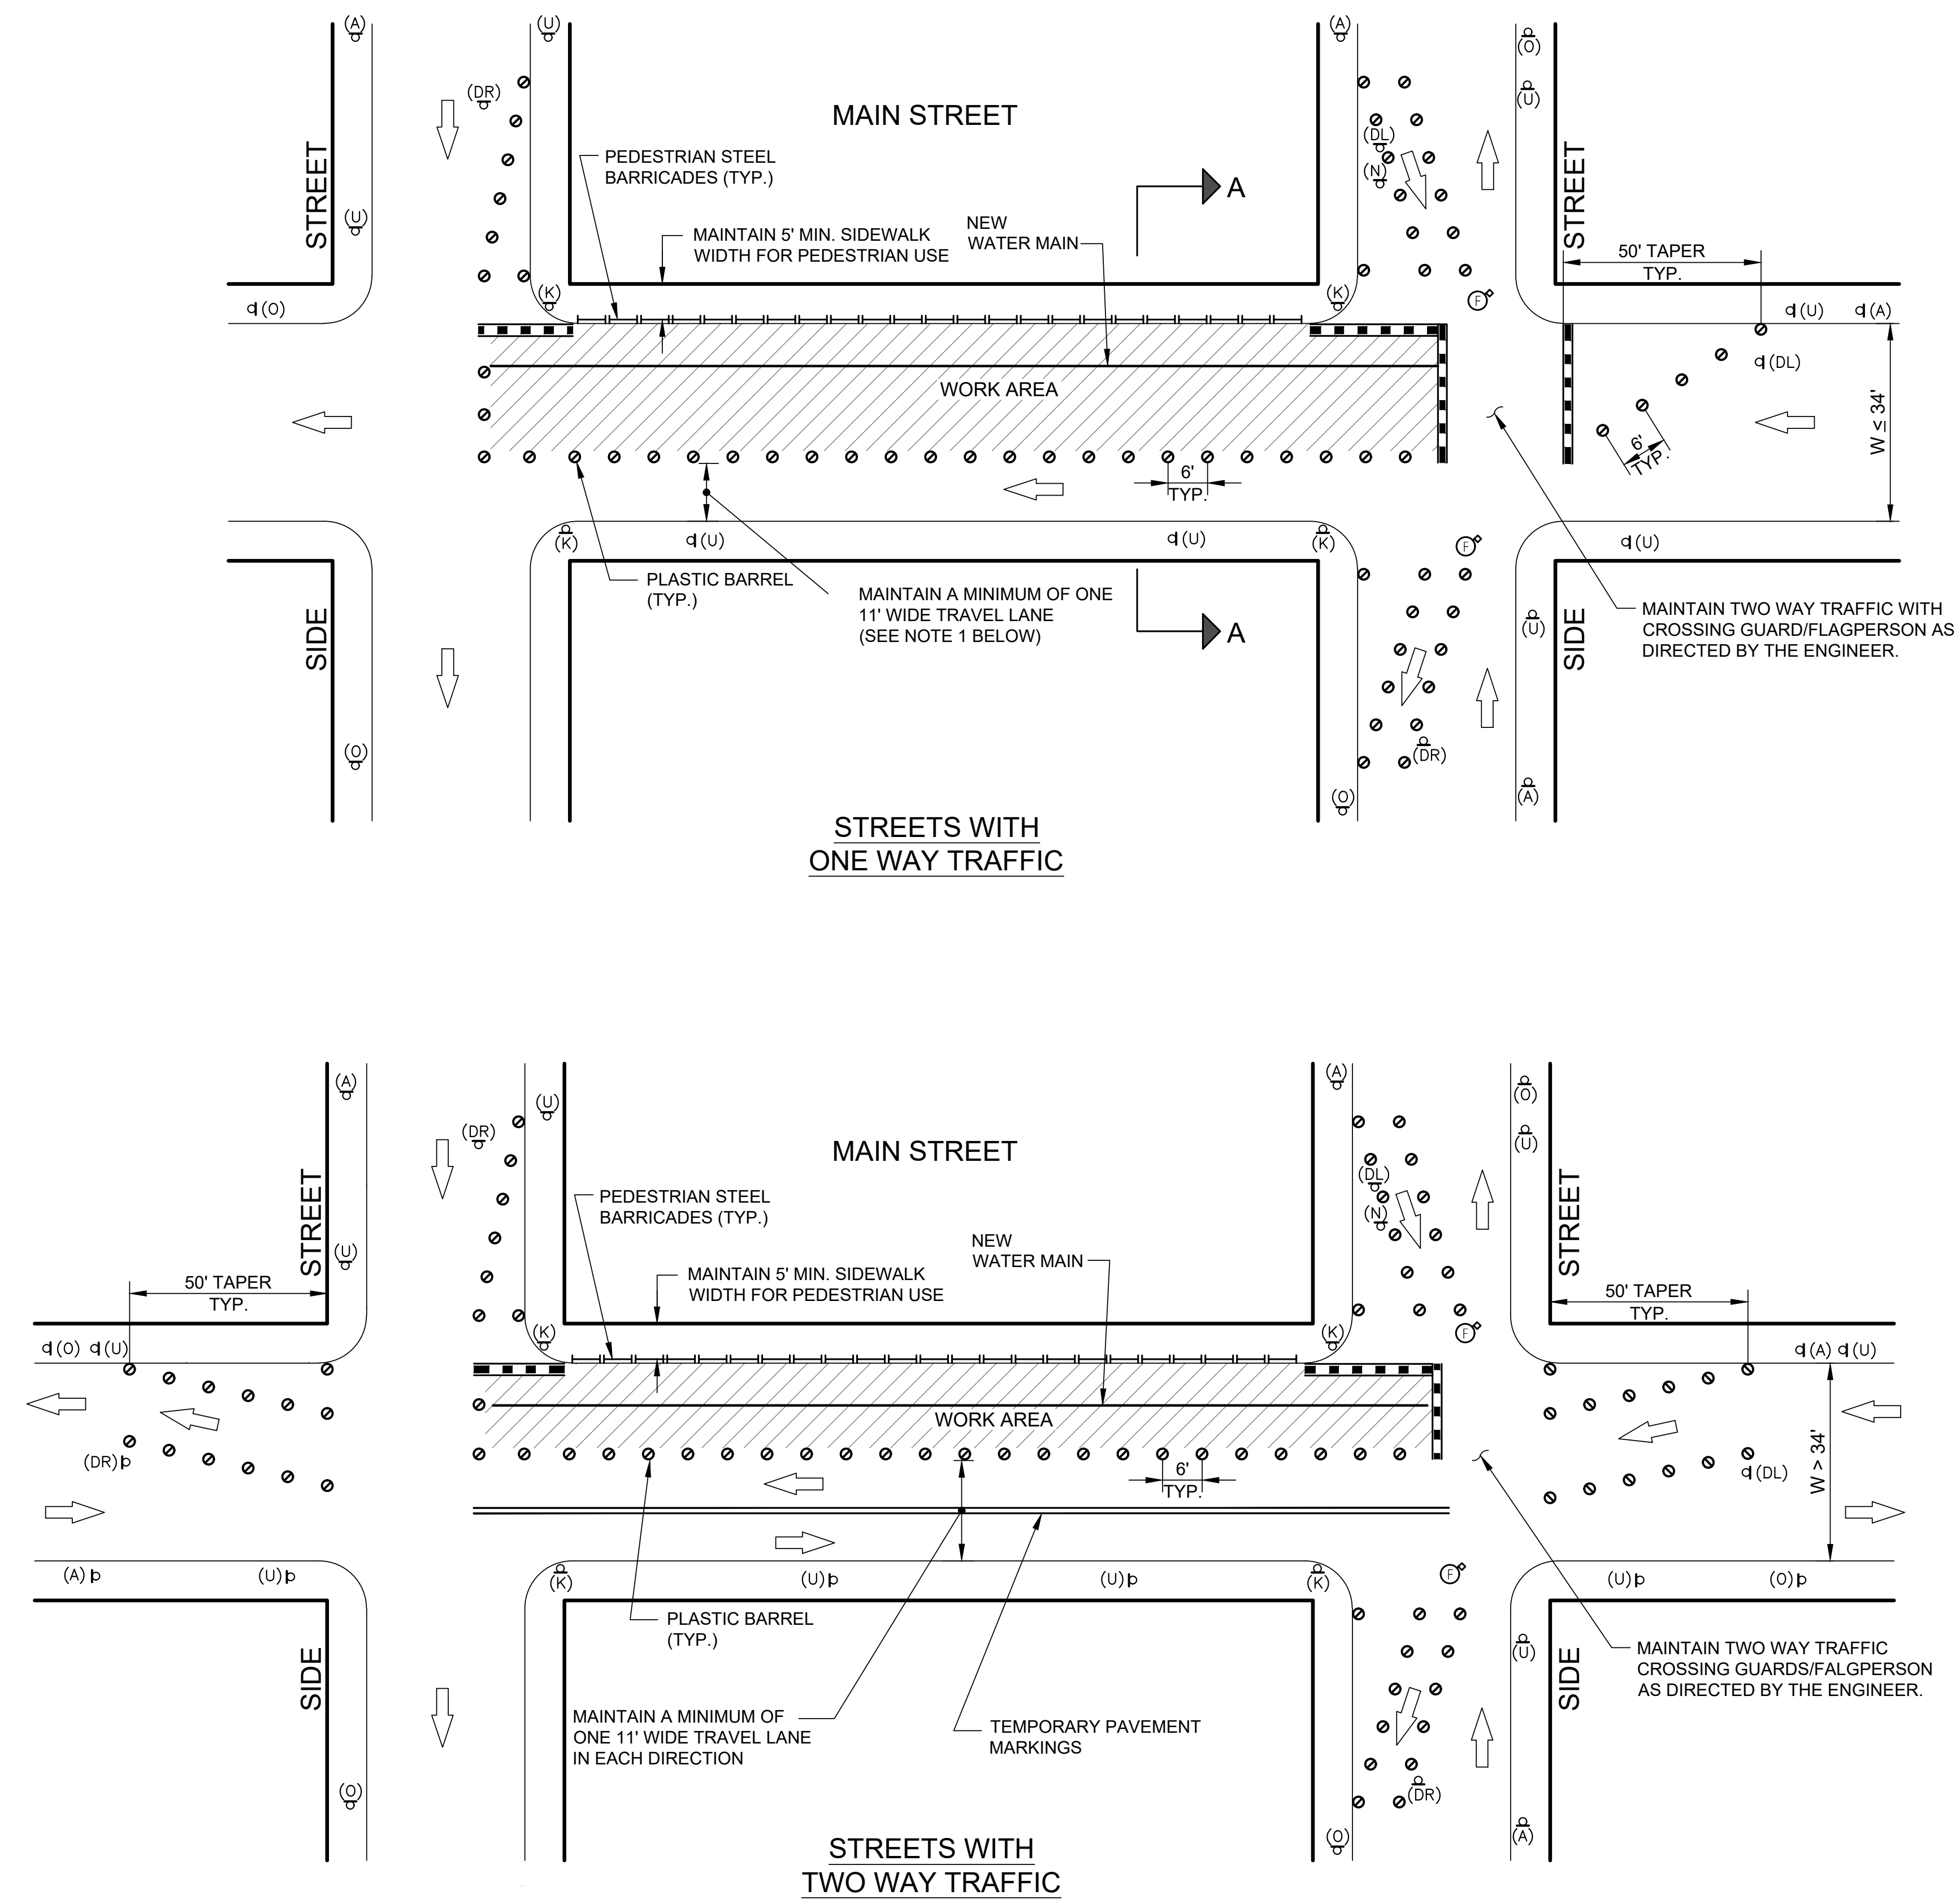 (A) (U) (A) (O)
(DR) (U)
MAIN STREET
(DL)
PEDESTRIAN STEEL
BARRICADES (TYP.)
(N)
A
STREET
STREET
(U)
MAINTAIN 5' MIN. SIDEWALK
WIDTH FOR PEDESTRIAN USE
NEW
WATER MAIN
50' TAPER
TYP.
(O) (K) (K) F (U) (A)
WORK AREA
(DL)
W ≤ 34'
6'
TYP.
6'
TYP.
(K) (U) (U) (K) F (U)
PLASTIC BARREL
(TYP.)
MAINTAIN A MINIMUM OF ONE
11' WIDE TRAVEL LANE
(SEE NOTE 1 BELOW)
A
MAINTAIN TWO WAY TRAFFIC WITH
CROSSING GUARD/FLAGPERSON AS
DIRECTED BY THE ENGINEER.
SIDE
SIDE
(U)
(O) (DR)
(O) (A)
STREETS WITH
ONE WAY TRAFFIC
(A) (U) (A) (O)
(DR) (U)
MAIN STREET
(DL)
PEDESTRIAN STEEL
BARRICADES (TYP.)
(N)
STREET
STREET
(U)
NEW
WATER MAIN
50' TAPER
TYP.
MAINTAIN 5' MIN. SIDEWALK
WIDTH FOR PEDESTRIAN USE
50' TAPER
TYP.
(O) (U) (K) (K) F (A) (U)
WORK AREA
(DR) (DL)
W > 34'
6'
TYP.
(A) (U) (K) (U) (U) (K) F (U) (O)
PLASTIC BARREL
(TYP.)
SIDE
SIDE
(U)
MAINTAIN TWO WAY TRAFFIC
CROSSING GUARDS/FALGPERSON
AS DIRECTED BY THE ENGINEER.
MAINTAIN A MINIMUM OF
ONE 11' WIDE TRAVEL LANE
IN EACH DIRECTION
TEMPORARY PAVEMENT
MARKINGS
(O) (DR)
(O) (A)
STREETS WITH
TWO WAY TRAFFIC